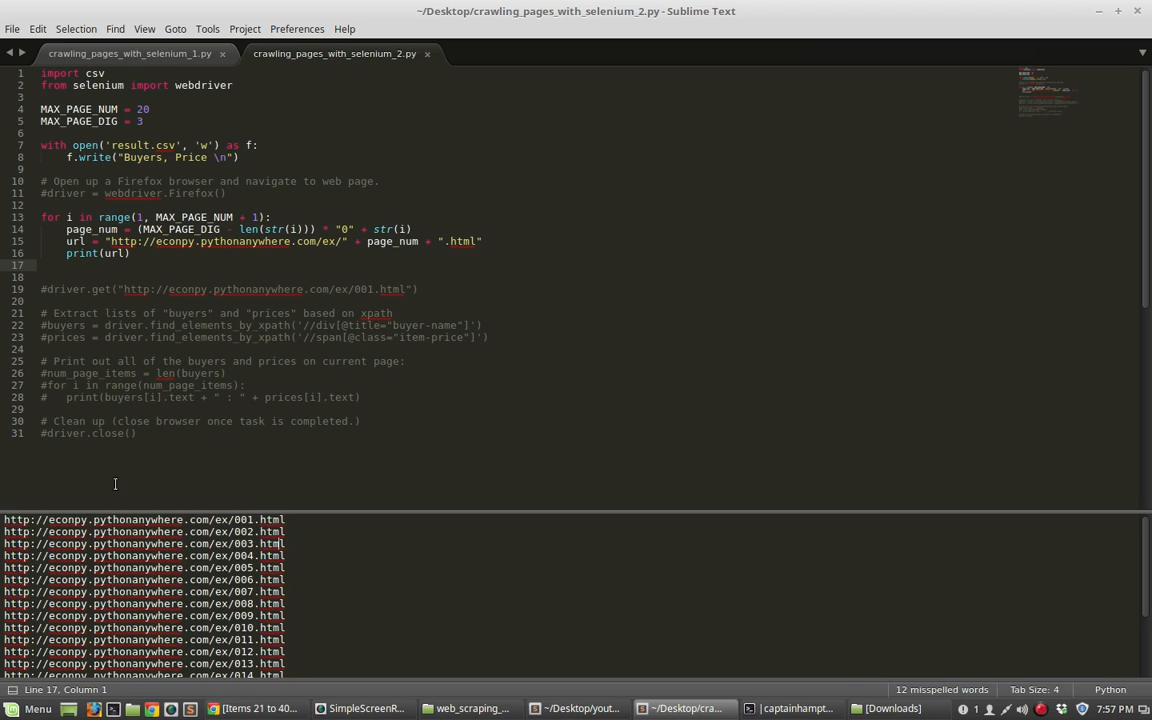 ~/Desktop/crawling_pages_with_selenium_2.py - Sublime Text
File Edit Selection Find View Goto Tools Project Preferences Help
crawling_pages_with_selenium_1.py × crawling_pages_with_selenium_2.py ×
1 import csv
2 from selenium import webdriver
3
4 MAX_PAGE_NUM = 20
5 MAX_PAGE_DIG = 3
6
7 with open('result.csv', 'w') as f:
8     f.write("Buyers, Price \n")
9
10 # Open up a Firefox browser and navigate to web page.
11 #driver = webdriver.Firefox()
12
13 for i in range(1, MAX_PAGE_NUM + 1):
14     page_num = (MAX_PAGE_DIG - len(str(i))) * "0" + str(i)
15     url = "http://econpy.pythonanywhere.com/ex/" + page_num + ".html"
16     print(url)
17
18
19 #driver.get("http://econpy.pythonanywhere.com/ex/001.html")
20
21 # Extract lists of "buyers" and "prices" based on xpath
22 #buyers = driver.find_elements_by_xpath('//div[@title="buyer-name"]')
23 #prices = driver.find_elements_by_xpath('//span[@class="item-price"]')
24
25 # Print out all of the buyers and prices on current page:
26 #num_page_items = len(buyers)
27 #for i in range(num_page_items):
28 #   print(buyers[i].text + " : " + prices[i].text)
29
30 # Clean up (close browser once task is completed.)
31 #driver.close()
http://econpy.pythonanywhere.com/ex/001.html
http://econpy.pythonanywhere.com/ex/002.html
http://econpy.pythonanywhere.com/ex/003.html
http://econpy.pythonanywhere.com/ex/004.html
http://econpy.pythonanywhere.com/ex/005.html
http://econpy.pythonanywhere.com/ex/006.html
http://econpy.pythonanywhere.com/ex/007.html
http://econpy.pythonanywhere.com/ex/008.html
http://econpy.pythonanywhere.com/ex/009.html
http://econpy.pythonanywhere.com/ex/010.html
http://econpy.pythonanywhere.com/ex/011.html
http://econpy.pythonanywhere.com/ex/012.html
http://econpy.pythonanywhere.com/ex/013.html
http://econpy.pythonanywhere.com/ex/014.html
Line 17, Column 1 12 misspelled words Tab Size: 4 Python
Menu [Items 21 to 40... SimpleScreenR... web_scraping_... ~/Desktop/yout... ~/Desktop/cra... |captainhampt... [Downloads] 1 7:57 PM